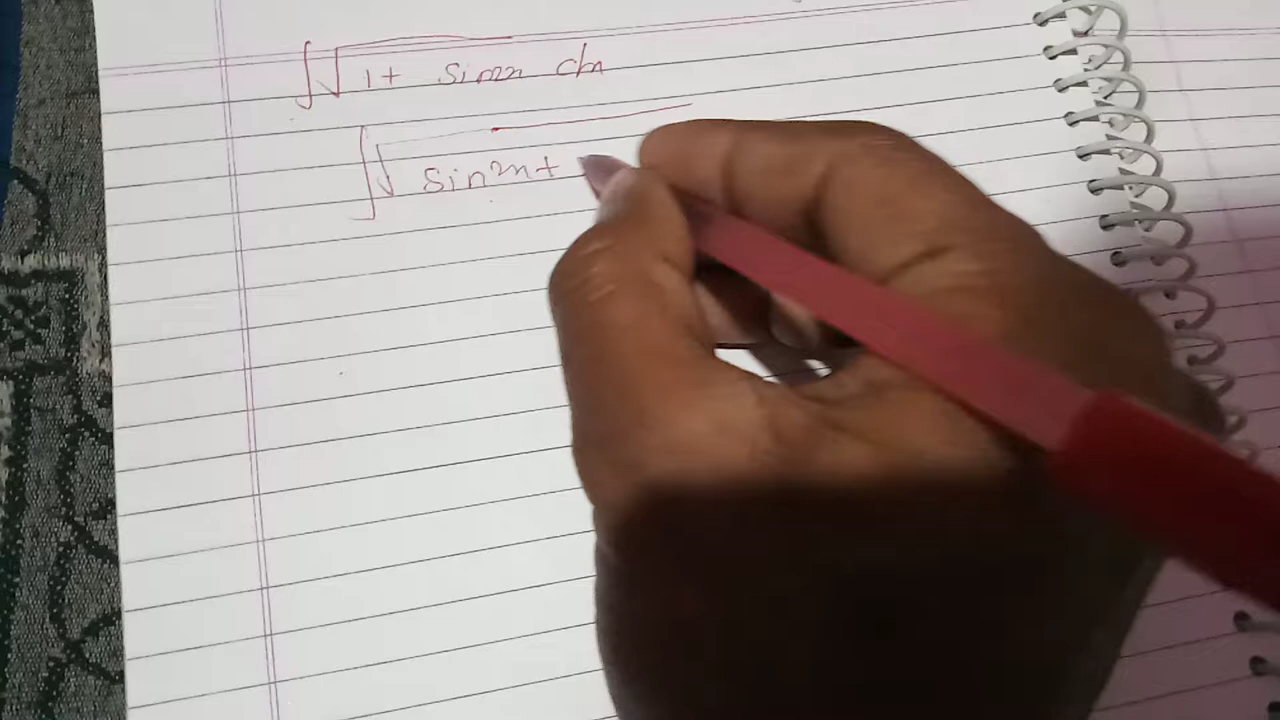 ∫√1+ sin2x dx
∫√sin²x+